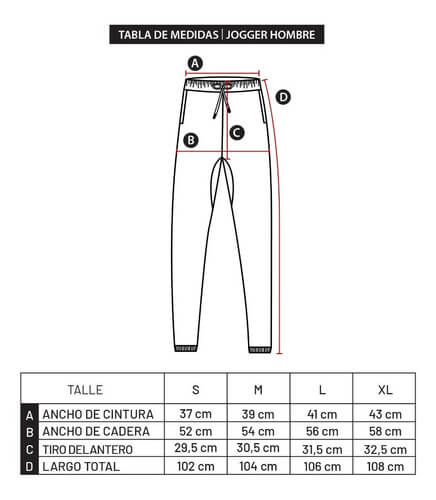 TABLA DE MEDIDAS | JOGGER HOMBRE
A
D
C
B
TALLE S M L XL
A ANCHO DE CINTURA 37 cm 39 cm 41 cm 43 cm
B ANCHO DE CADERA 52 cm 54 cm 56 cm 58 cm
C TIRO DELANTERO 29,5 cm 30,5 cm 31,5 cm 32,5 cm
D LARGO TOTAL 102 cm 104 cm 106 cm 108 cm